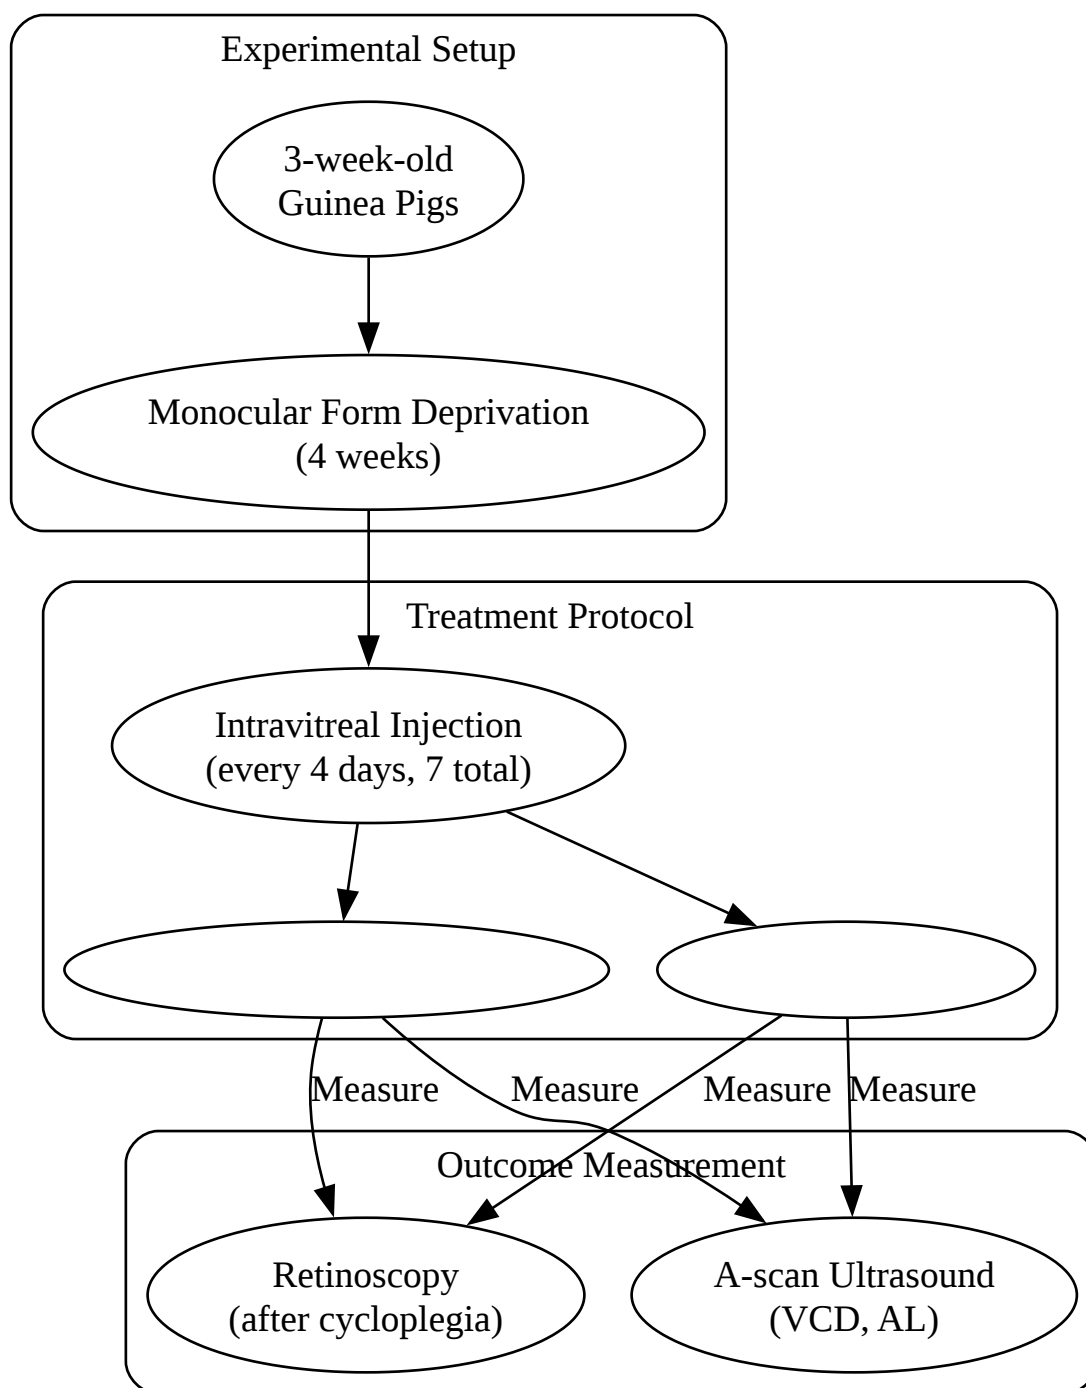 Experimental Setup
3-week-old
Guinea Pigs
Monocular Form Deprivation
(4 weeks)
Treatment Protocol
Intravitreal Injection
(every 4 days, 7 total)
Measure
Measure
Measure
Measure
Outcome Measurement
Retinoscopy
(after cycloplegia)
A-scan Ultrasound
(VCD, AL)